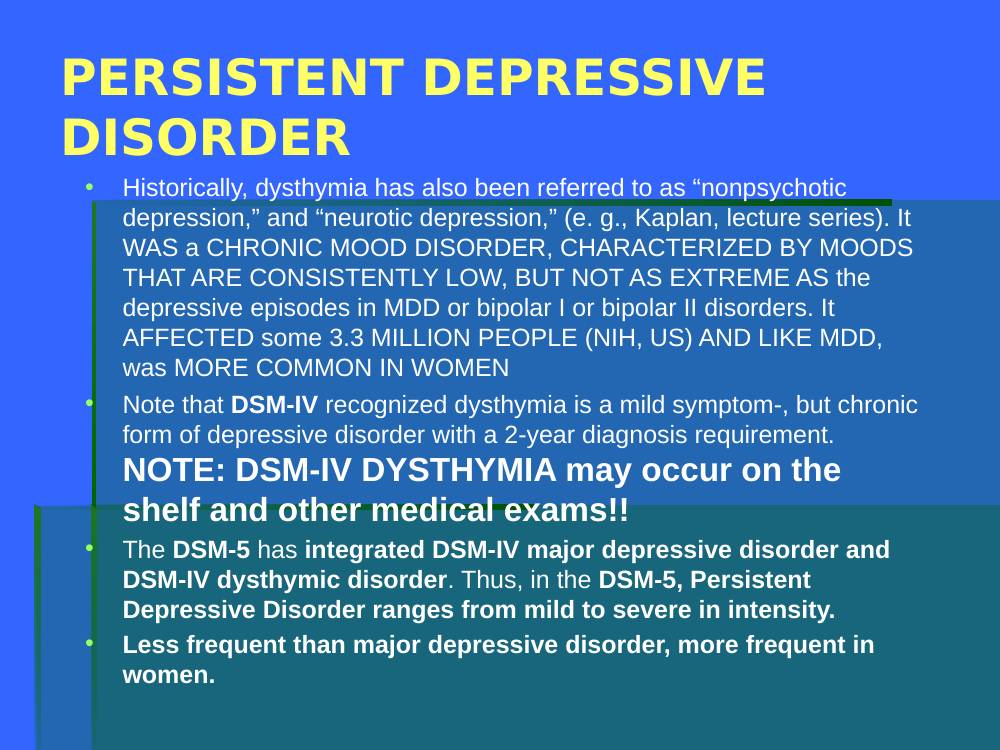 PERSISTENT DEPRESSIVE
DISORDER
• Historically, dysthymia has also been referred to as “nonpsychotic
depression,” and “neurotic depression,” (e. g., Kaplan, lecture series). It
WAS a CHRONIC MOOD DISORDER, CHARACTERIZED BY MOODS
THAT ARE CONSISTENTLY LOW, BUT NOT AS EXTREME AS the
depressive episodes in MDD or bipolar I or bipolar II disorders. It
AFFECTED some 3.3 MILLION PEOPLE (NIH, US) AND LIKE MDD,
was MORE COMMON IN WOMEN
• Note that DSM-IV recognized dysthymia is a mild symptom-, but chronic
form of depressive disorder with a 2-year diagnosis requirement.
NOTE: DSM-IV DYSTHYMIA may occur on the
shelf and other medical exams!!
• The DSM-5 has integrated DSM-IV major depressive disorder and
DSM-IV dysthymic disorder. Thus, in the DSM-5, Persistent
Depressive Disorder ranges from mild to severe in intensity.
• Less frequent than major depressive disorder, more frequent in
women.